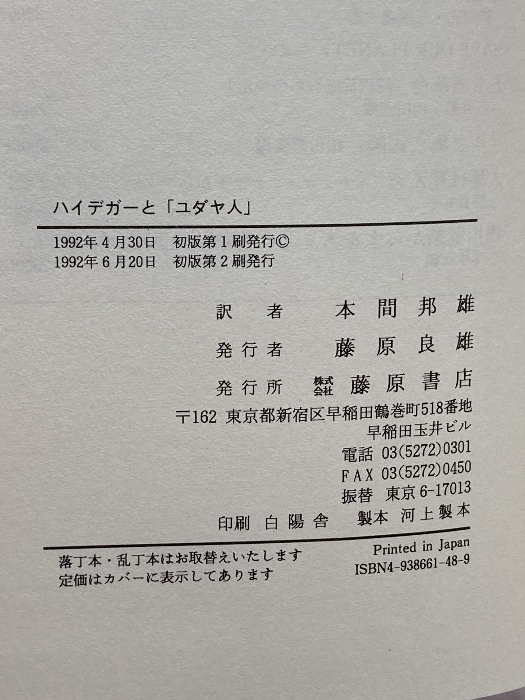 ハイデガーと「ユダヤ人」
1992年4月30日 初版第1刷発行©
1992年6月20日 初版第2刷発行
訳者 本間邦雄
発行者 藤原良雄
発行所 株式会社 藤原書店
〒162 東京都新宿区早稲田鶴巻町518番地
早稲田玉井ビル
電話 03(5272)0301
FAX 03(5272)0450
振替 東京6-17013
印刷 白陽舎 製本 河上製本
落丁本・乱丁本はお取替えいたします
定価はカバーに表示してあります
Printed in Japan
ISBN4-938661-48-9